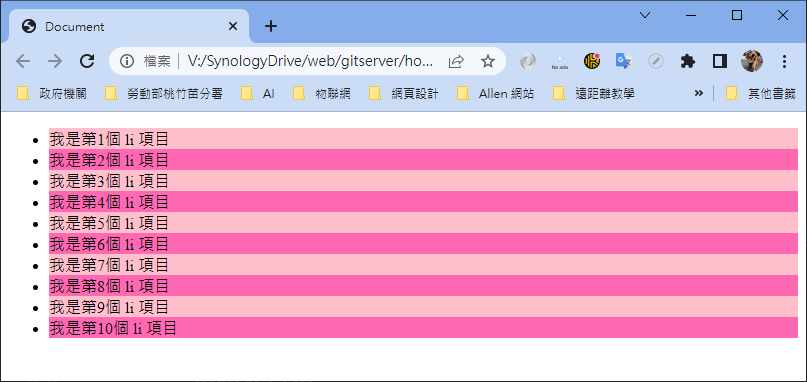 Document
檔案 V:/SynologyDrive/web/gitserver/ho...
No ads
政府機關 勞動部桃竹苗分署 AI 物聯網 網頁設計 Allen 網站 遠距離教學 » 其他書籤
我是第1個 li 項目
我是第2個 li 項目
我是第3個 li 項目
我是第4個 li 項目
我是第5個 li 項目
我是第6個 li 項目
我是第7個 li 項目
我是第8個 li 項目
我是第9個 li 項目
我是第10個 li 項目